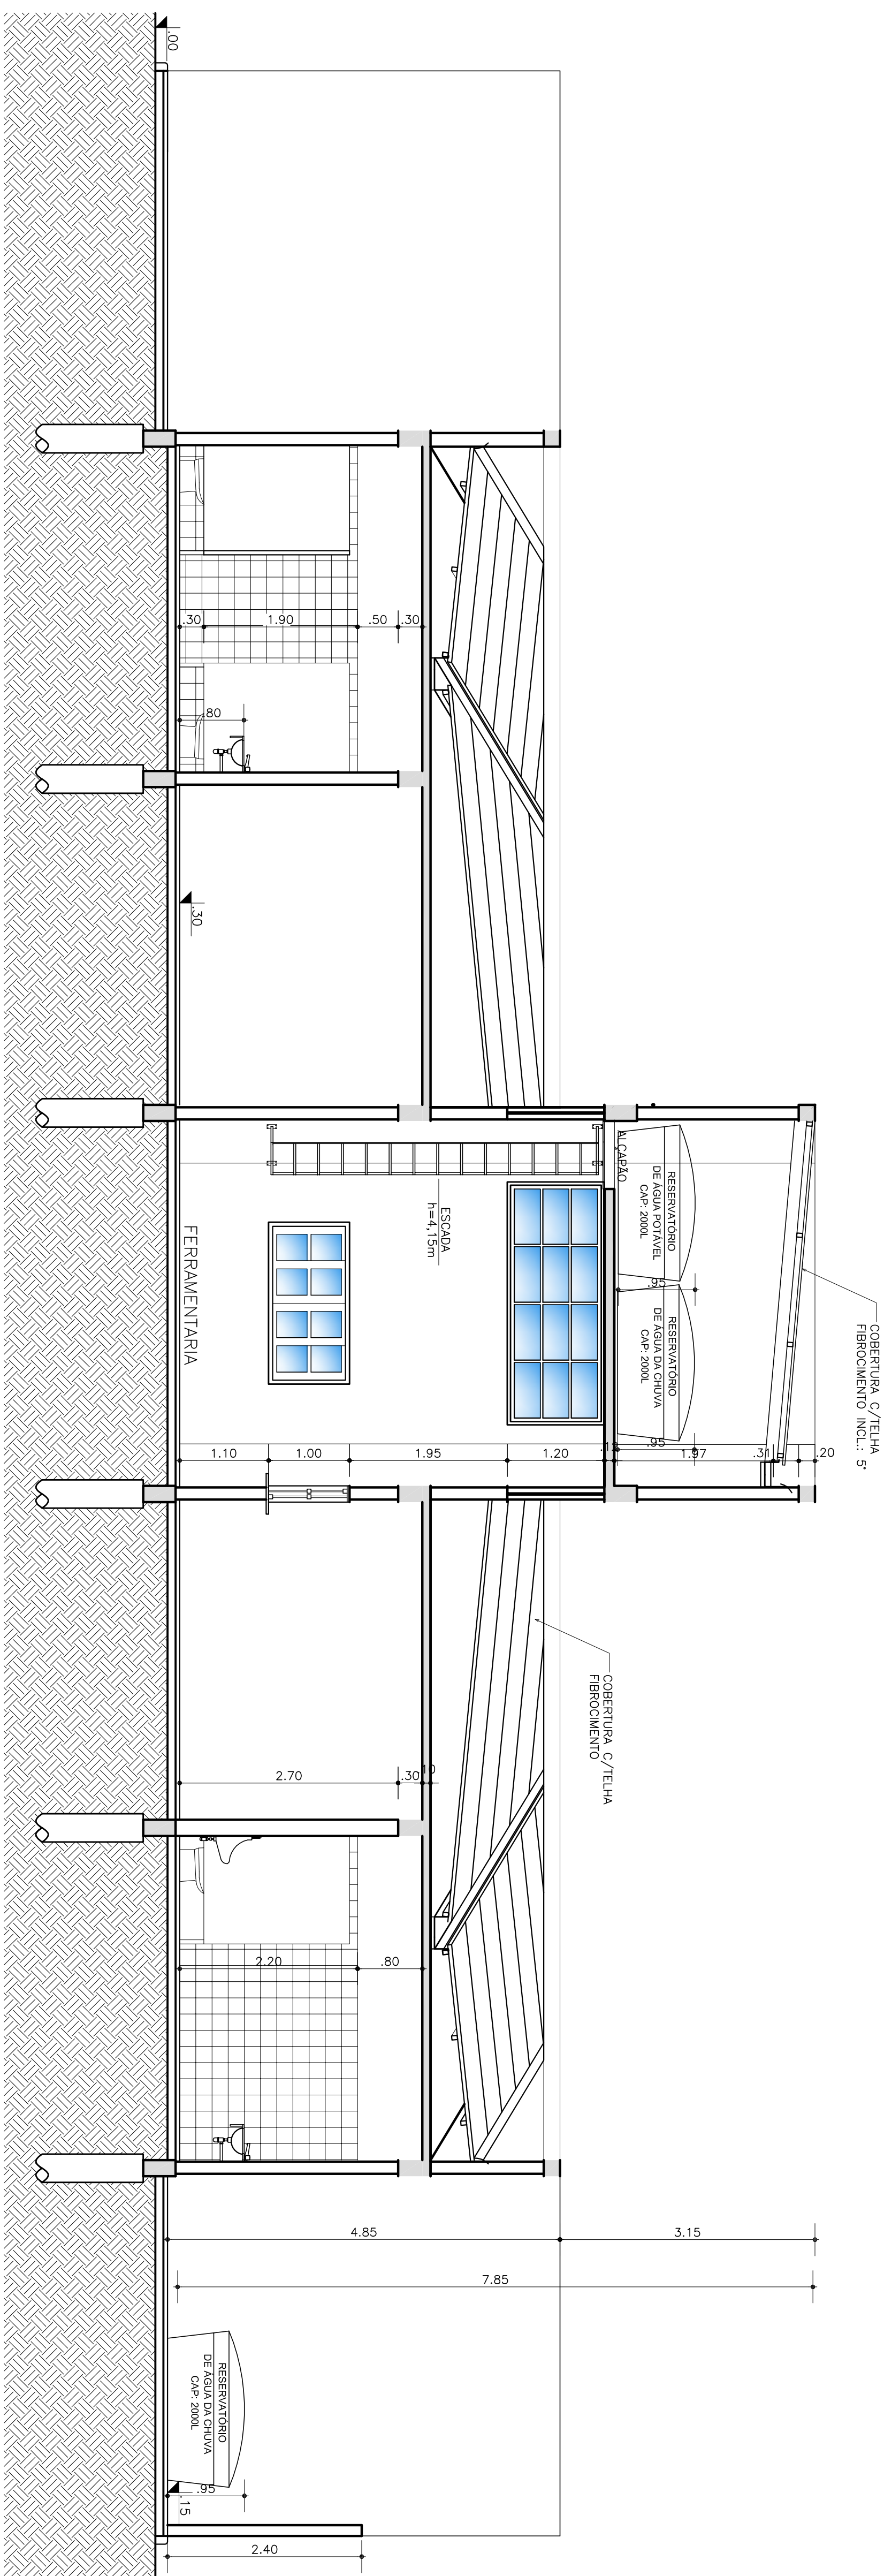 .00
.30
1.90
.50
.30
.80
.30
COBERTURA C/TELHA
FIBROCIMENTO INCL.: 5°
ALÇAPÃO
RESERVATÓRIO
DE ÁGUA POTÁVEL
CAP: 2000L
.95
RESERVATÓRIO
DE ÁGUA DA CHUVA
CAP: 2000L
.95
ESCADA
h=4,15m
FERRAMENTARIA
1.10
1.00
1.95
1.20
1.97
.31
.20
COBERTURA C/TELHA
FIBROCIMENTO
2.70
.30
.10
2.20
.80
4.85
3.15
7.85
RESERVATÓRIO
DE ÁGUA DA CHUVA
CAP: 2000L
.95
.15
2.40